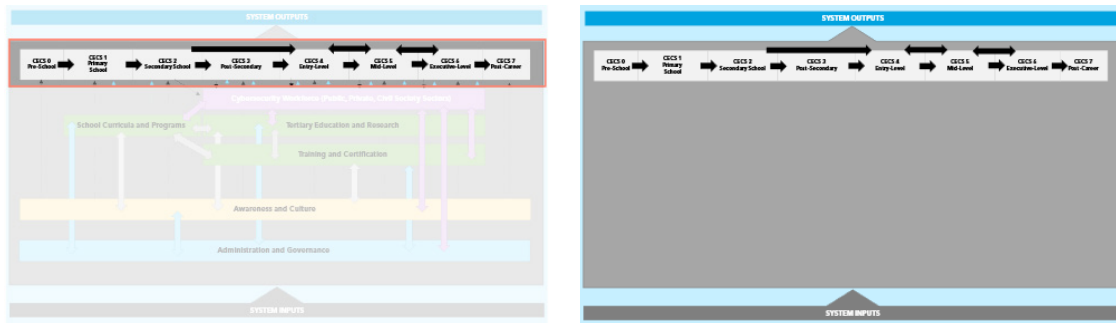 SYSTEM OUTPUTS
CECS 0
Pre-School
CECS 1
Primary
School
CECS 2
Secondary School
CECS 3
Post-Secondary
CECS 4
Entry-Level
CECS 5
Mid-Level
CECS 6
Executive-Level
CECS 7
Post-Career
Cybersecurity Workforce (Public, Private, Civil Society Sectors)
School Curricula and Programs
Tertiary Education and Research
Training and Certification
Awareness and Culture
Administration and Governance
SYSTEM INPUTS
SYSTEM OUTPUTS
CECS 0
Pre-School
CECS 1
Primary
School
CECS 2
Secondary School
CECS 3
Post-Secondary
CECS 4
Entry-Level
CECS 5
Mid-Level
CECS 6
Executive-Level
CECS 7
Post-Career
SYSTEM INPUTS